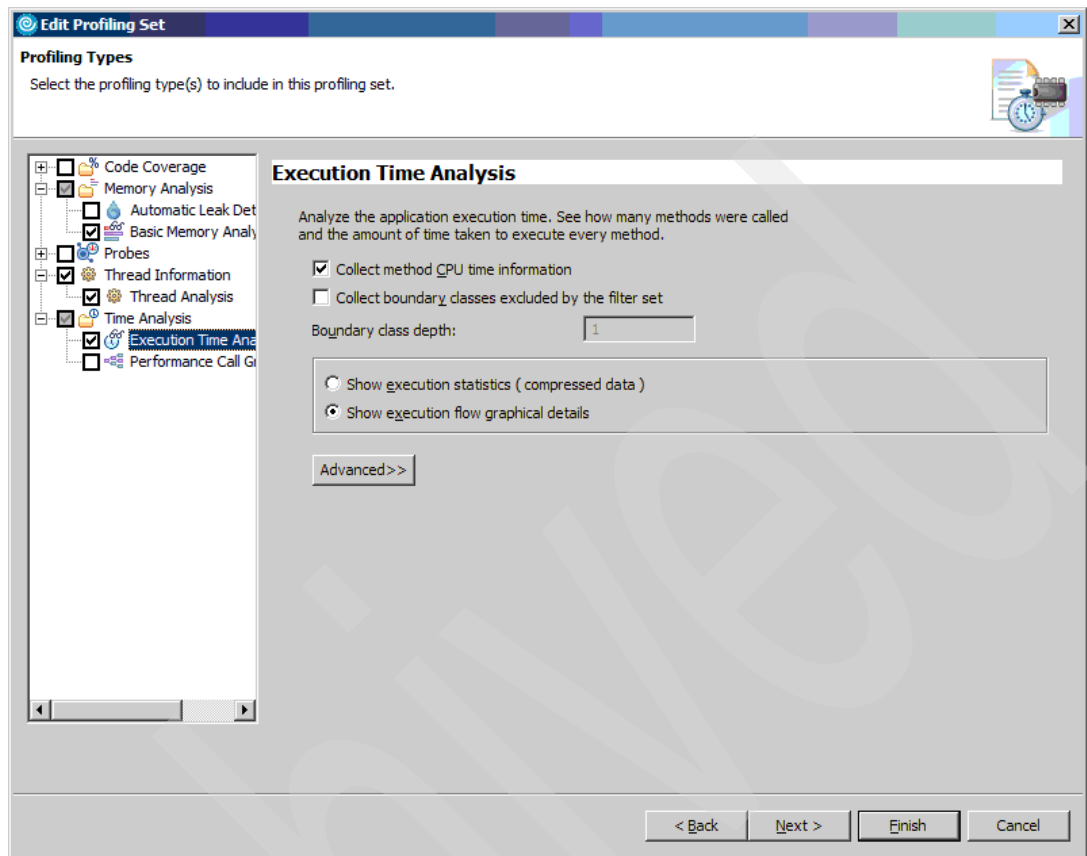 Edit Profiling Set
Profiling Types
Select the profiling type(s) to include in this profiling set.
Code Coverage
Memory Analysis
Automatic Leak Det
Basic Memory Analy
Probes
Thread Information
Thread Analysis
Time Analysis
Execution Time Ana
Performance Call Gr
Execution Time Analysis
Analyze the application execution time. See how many methods were called
and the amount of time taken to execute every method.
Collect method CPU time information
Collect boundary classes excluded by the filter set
Boundary class depth:
1
Show execution statistics ( compressed data )
Show execution flow graphical details
Advanced>>
< Back
Next >
Finish
Cancel
hived